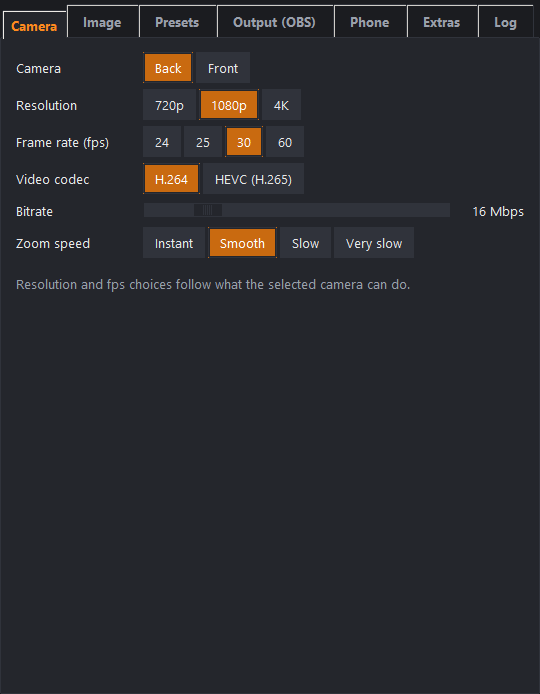 Camera Image Presets Output (OBS) Phone Extras Log
Camera Back Front
Resolution 720p 1080p 4K
Frame rate (fps) 24 25 30 60
Video codec H.264 HEVC (H.265)
Bitrate 16 Mbps
Zoom speed Instant Smooth Slow Very slow
Resolution and fps choices follow what the selected camera can do.